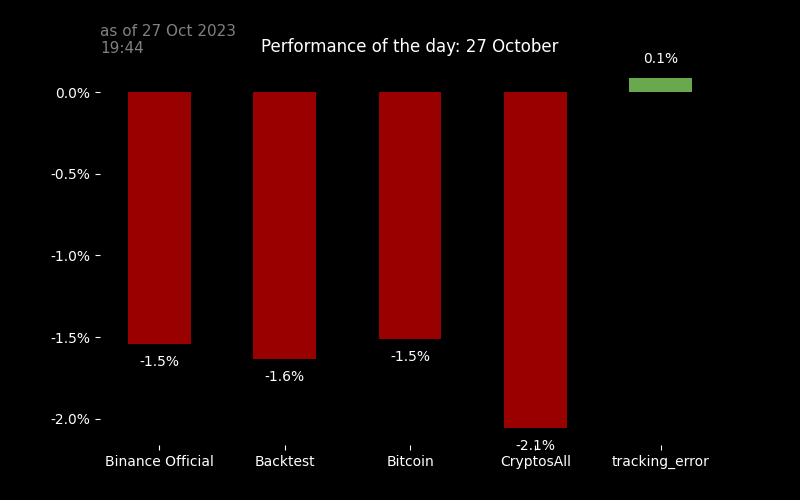 as of 27 Oct 2023
19:44
Performance of the day: 27 October
0.1%
0.0%
-0.5%
-1.0%
-1.5%
-2.0%
-1.5%
-1.6%
-1.5%
-2.1%
Binance Official
Backtest
Bitcoin
CryptosAll
tracking_error